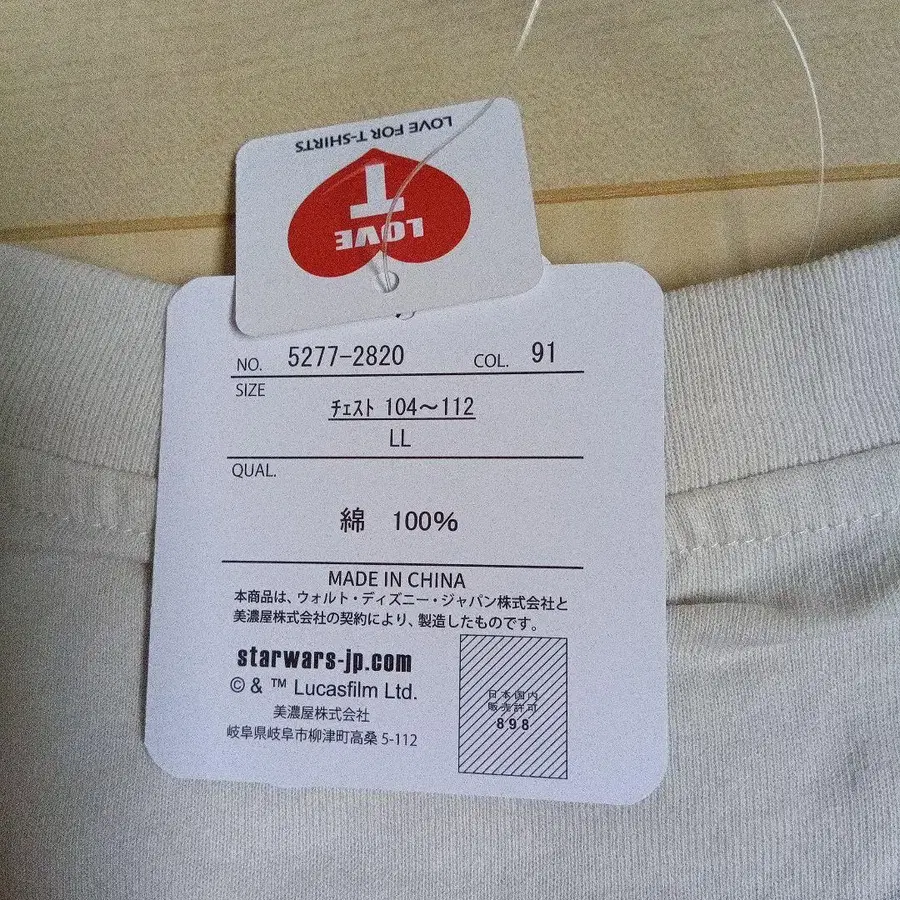 LOVE FOR T-SHIRTS
LOVE
T
NO. 5277-2820 COL. 91
SIZE
ﾁｪｽﾄ 104～112
LL
QUAL.
綿 100%
MADE IN CHINA
本商品は、ウォルト・ディズニー・ジャパン株式会社と
美濃屋株式会社の契約により、製造したものです。
starwars-jp.com
© & ™ Lucasfilm Ltd.
美濃屋株式会社
岐阜県岐阜市柳津町高桑 5-112
日本国内
販売許可
898